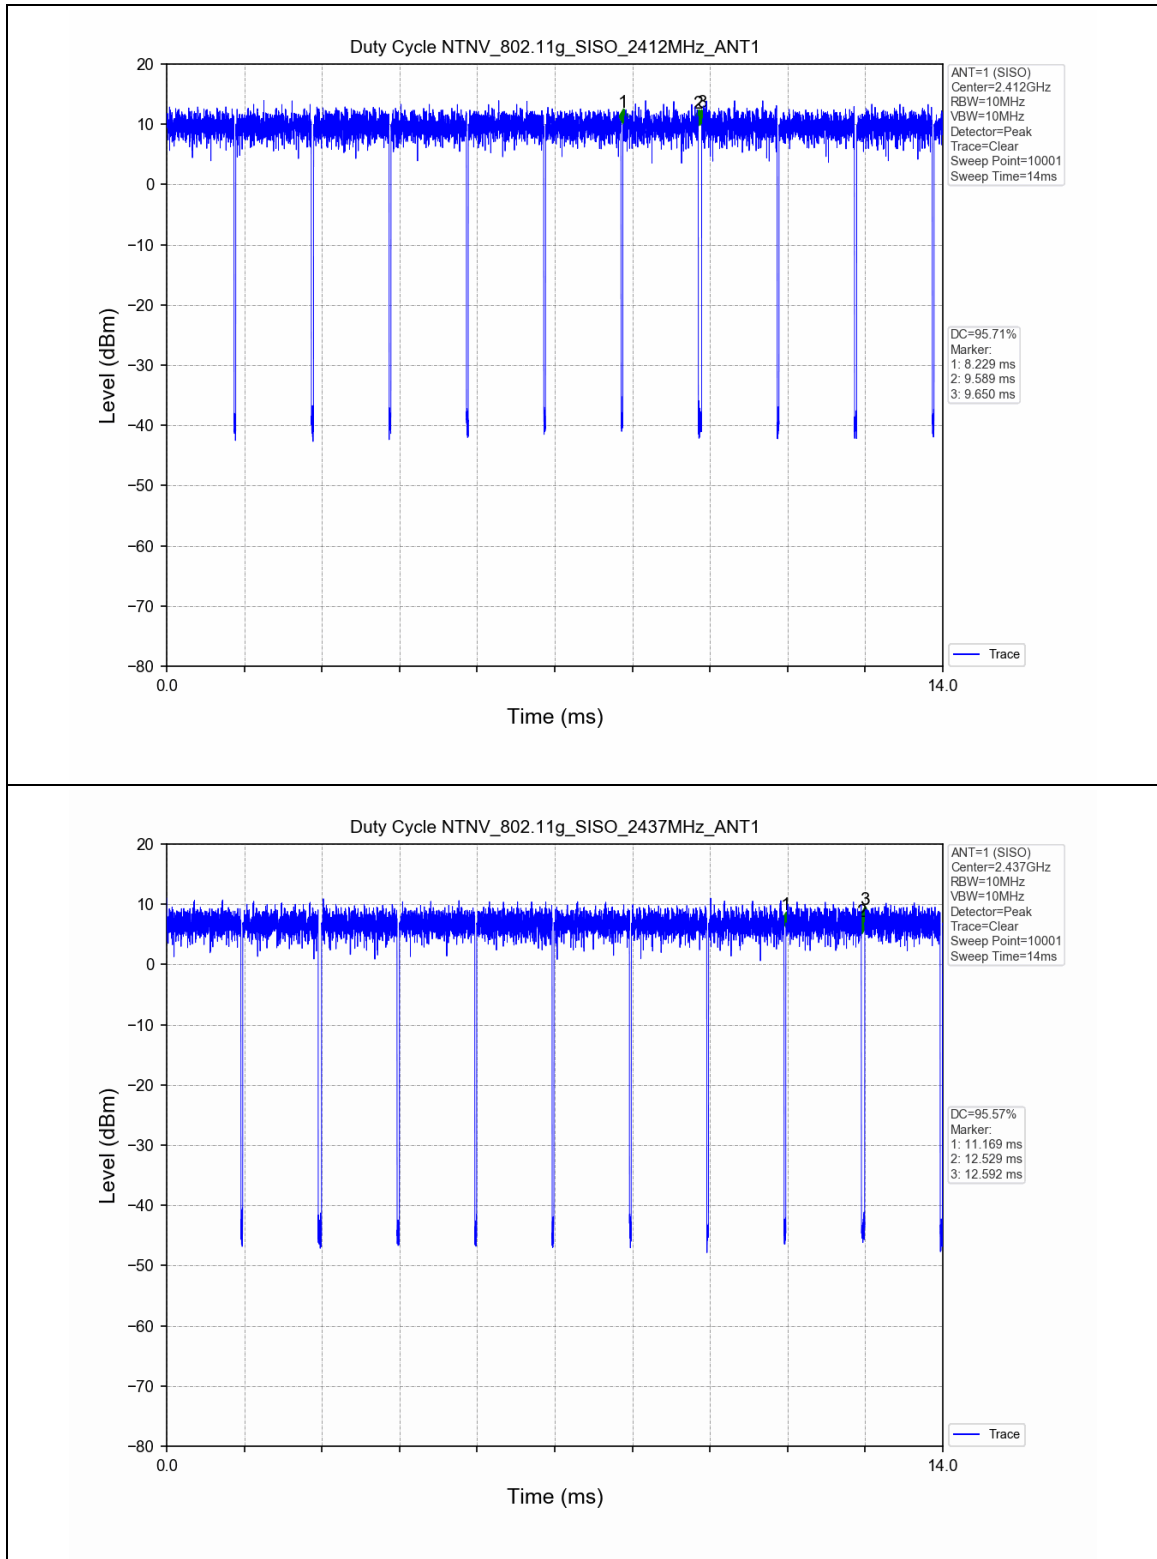 Duty Cycle NTNV_802.11g_SISO_2412MHz_ANT1
20
10
0
−10
−20
−30
−40
−50
−60
−70
−80
Level (dBm)
0.0
14.0
Time (ms)
1
2
3
ANT=1 (SISO)
Center=2.412GHz
RBW=10MHz
VBW=10MHz
Detector=Peak
Trace=Clear
Sweep Point=10001
Sweep Time=14ms
DC=95.71%
Marker:
1: 8.229 ms
2: 9.589 ms
3: 9.650 ms
Trace
Duty Cycle NTNV_802.11g_SISO_2437MHz_ANT1
20
10
0
−10
−20
−30
−40
−50
−60
−70
−80
Level (dBm)
0.0
14.0
Time (ms)
1
2
3
ANT=1 (SISO)
Center=2.437GHz
RBW=10MHz
VBW=10MHz
Detector=Peak
Trace=Clear
Sweep Point=10001
Sweep Time=14ms
DC=95.57%
Marker:
1: 11.169 ms
2: 12.529 ms
3: 12.592 ms
Trace